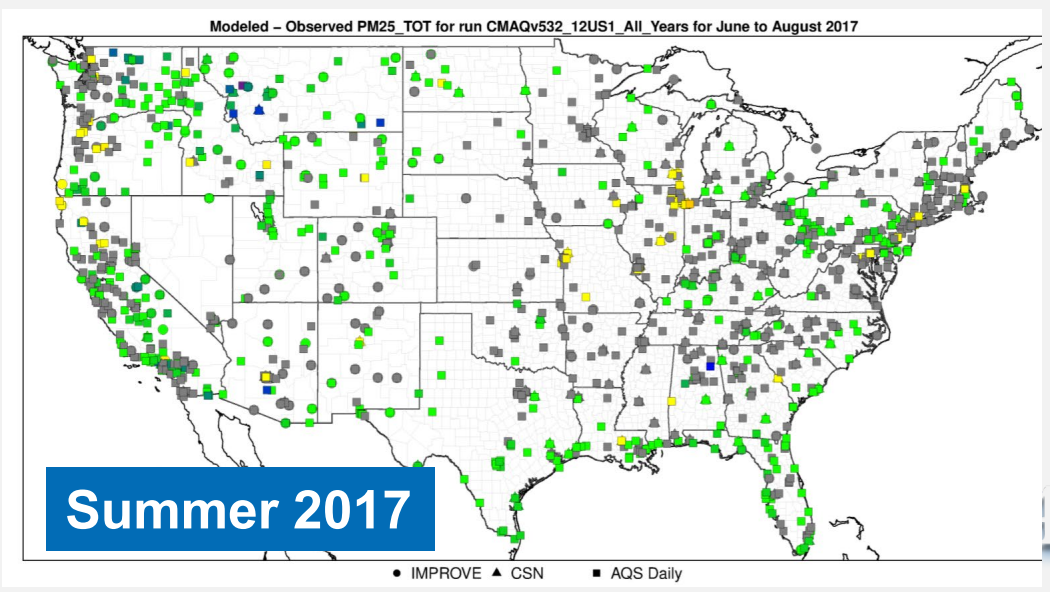 Modeled – Observed PM25_TOT for run CMAQv532_12US1_All_Years for June to August 2017
Summer 2017
IMPROVE CSN AQS Daily